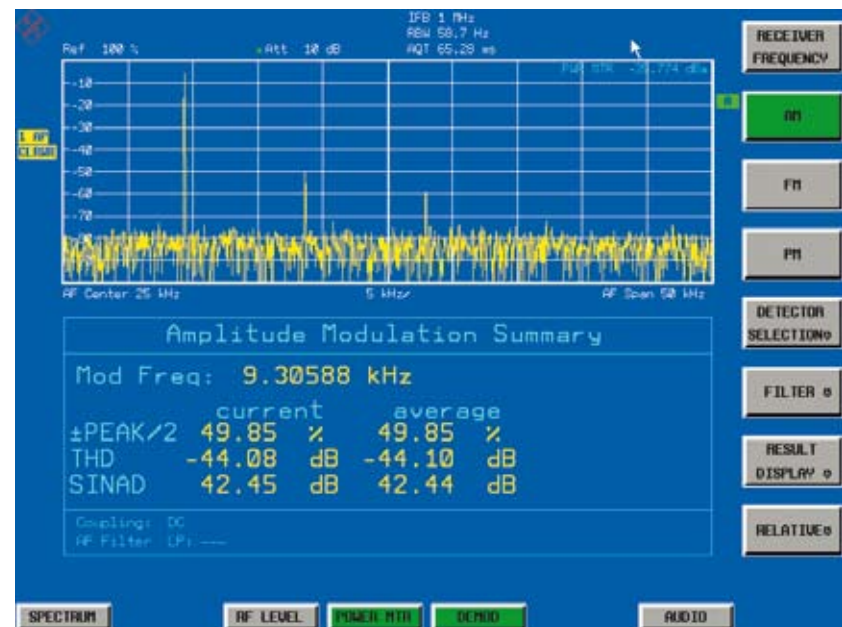 IFB 1 MHz
RBW 58.7 Hz
Ref 100 % Att 10 dB AQT 65.28 ms
PWR MTR
-10
-20
-30
-40
-50
-60
-70
1 AF
CLRWR
AF Center 25 kHz 5 kHz/ AF Span 50 kHz
Amplitude Modulation Summary
Mod Freq: 9.30588 kHz
current average
±PEAK/2 49.85 % 49.85 %
THD -44.08 dB -44.10 dB
SINAD 42.45 dB 42.44 dB
Coupling: DC
AF Filter LP: ---
RECEIVER
FREQUENCY
AM
FM
PM
DETECTOR
SELECTION
FILTER
RESULT
DISPLAY
RELATIVE
SPECTRUM RF LEVEL POWER MTR DEMOD AUDIO